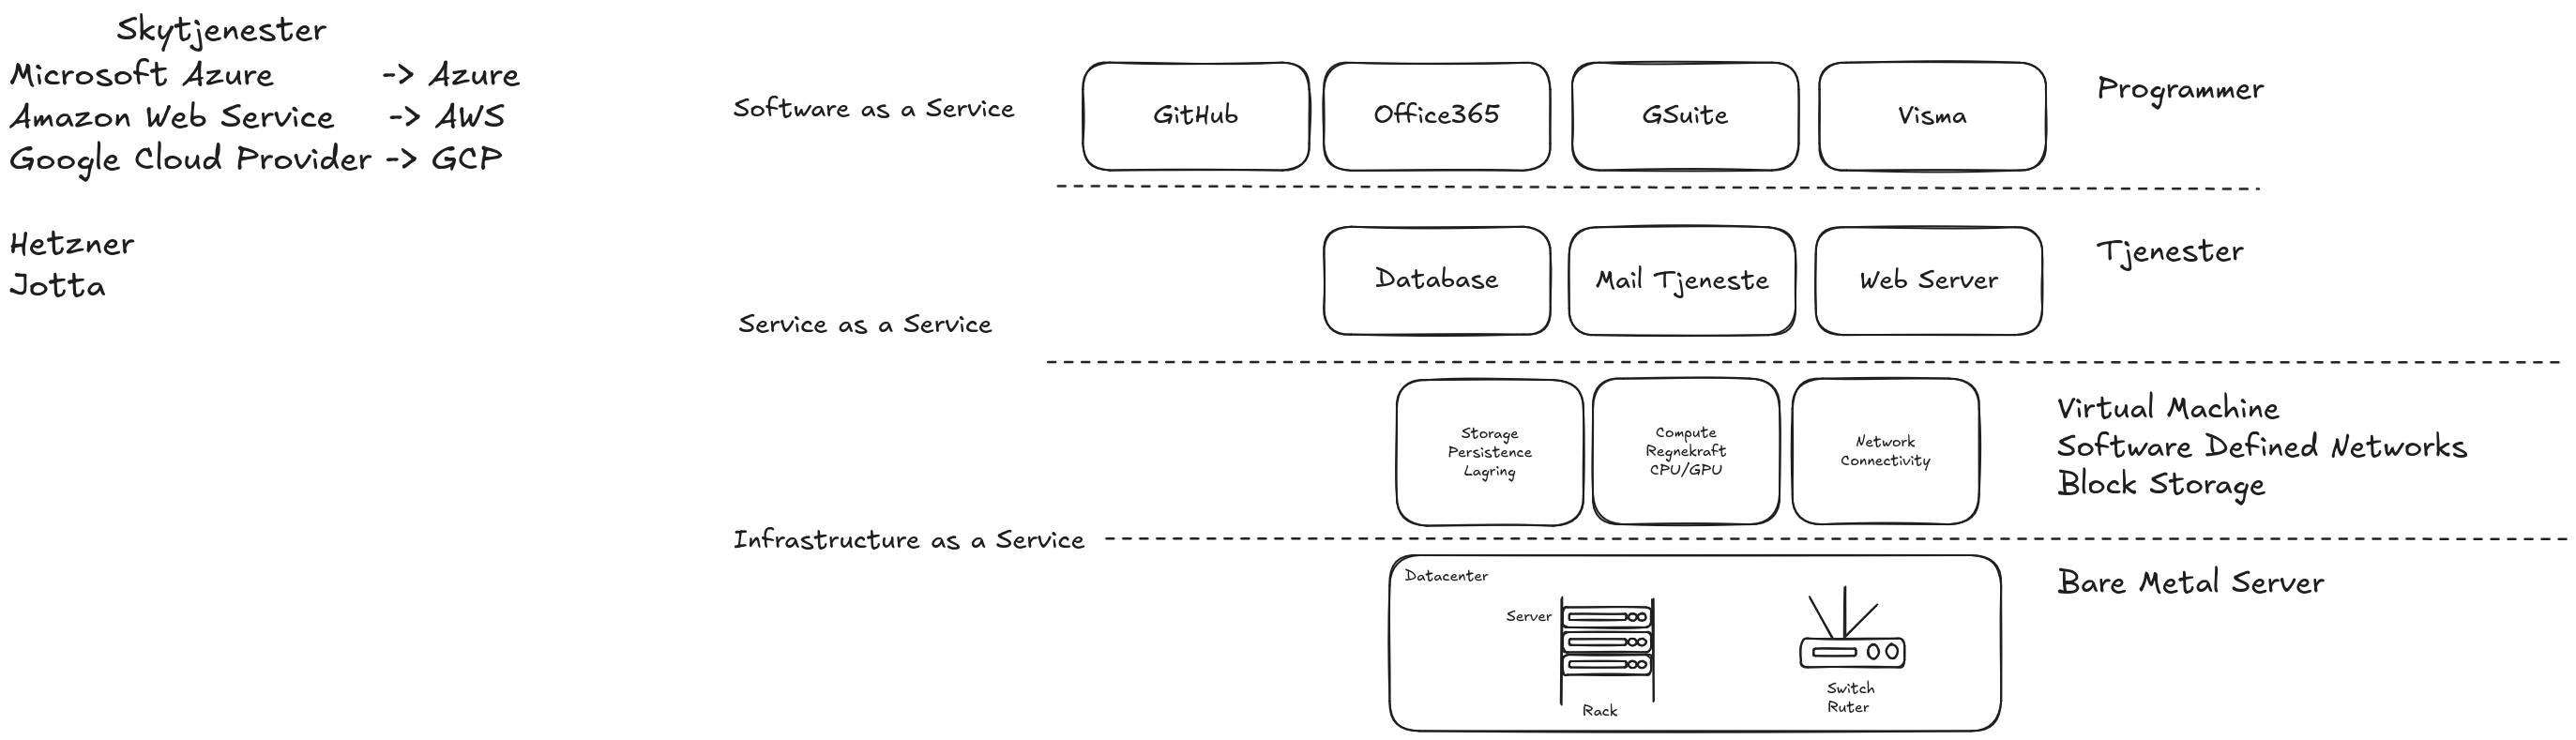 Skytjenester
Microsoft Azure -> Azure
Amazon Web Service -> AWS
Google Cloud Provider -> GCP
Hetzner
Jotta
Software as a Service
GitHub
Office365
GSuite
Visma
Programmer
Service as a Service
Database
Mail Tjeneste
Web Server
Tjenester
Storage
Persistence
Lagring
Compute
Regnekraft
CPU/GPU
Network
Connectivity
Virtual Machine
Software Defined Networks
Block Storage
Infrastructure as a Service
Datacenter
Server
Rack
Switch
Ruter
Bare Metal Server